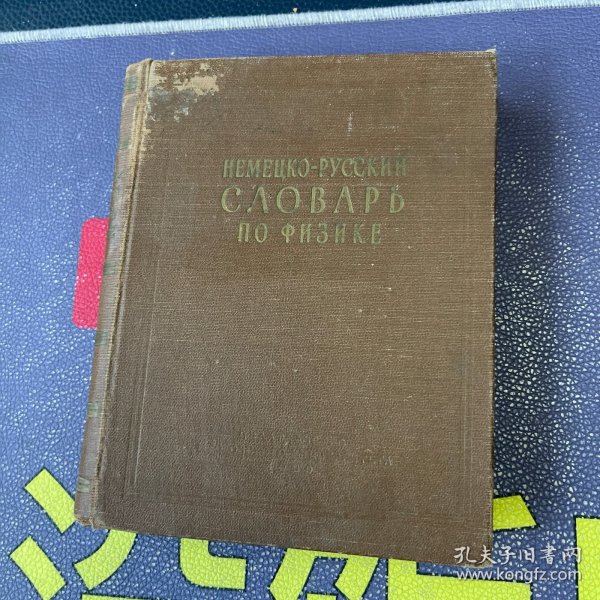 НЕМЕЦКО-РУССКИЙ
СЛОВАРЬ
ПО ФИЗИКЕ
孔夫子旧书网
www.kongfz.com